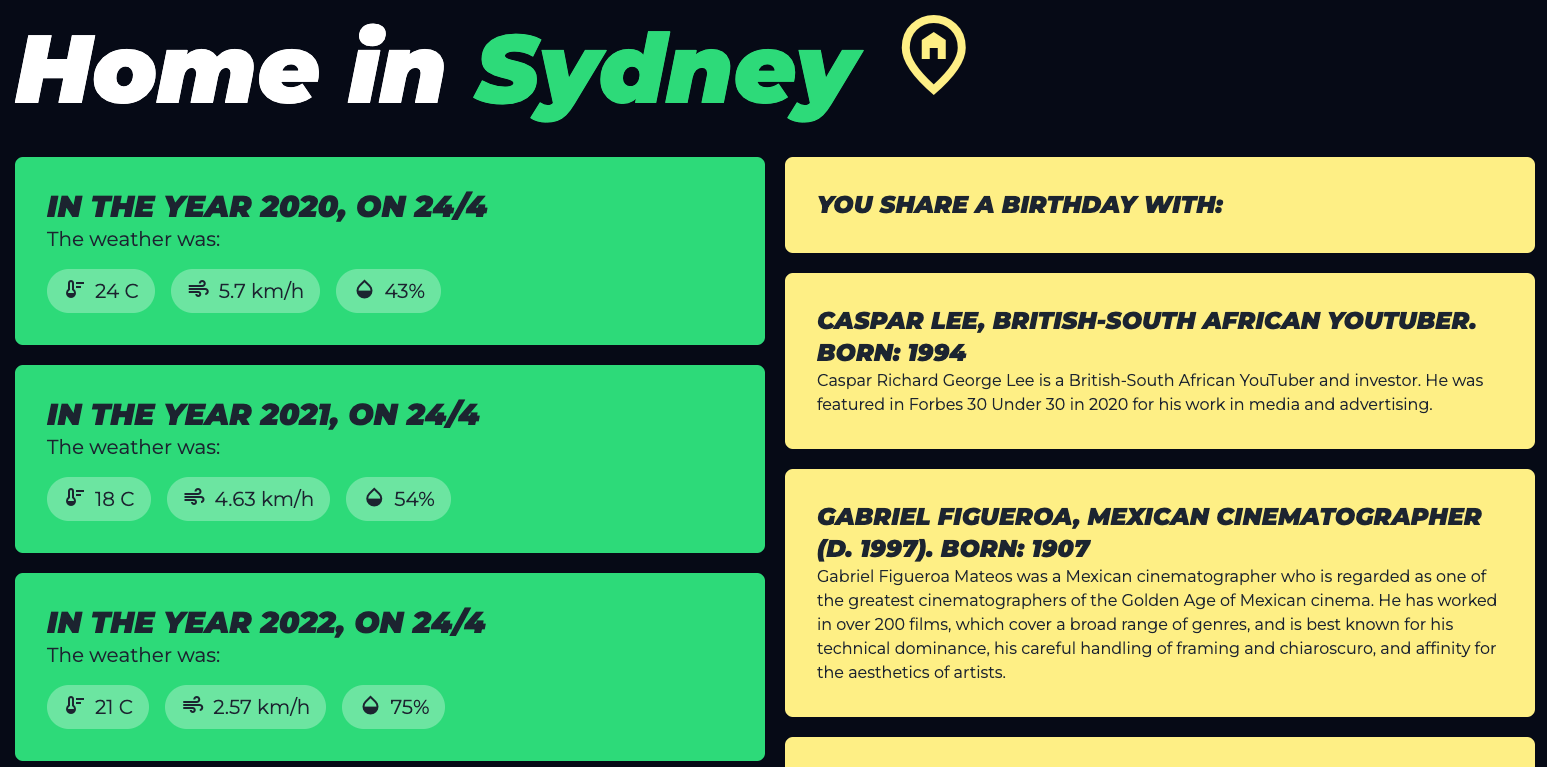 Home in Sydney
IN THE YEAR 2020, ON 24/4
The weather was:
24 C 5.7 km/h 43%
IN THE YEAR 2021, ON 24/4
The weather was:
18 C 4.63 km/h 54%
IN THE YEAR 2022, ON 24/4
The weather was:
21 C 2.57 km/h 75%
YOU SHARE A BIRTHDAY WITH:
CASPAR LEE, BRITISH-SOUTH AFRICAN YOUTUBER.
BORN: 1994
Caspar Richard George Lee is a British-South African YouTuber and investor. He was
featured in Forbes 30 Under 30 in 2020 for his work in media and advertising.
GABRIEL FIGUEROA, MEXICAN CINEMATOGRAPHER
(D. 1997). BORN: 1907
Gabriel Figueroa Mateos was a Mexican cinematographer who is regarded as one of
the greatest cinematographers of the Golden Age of Mexican cinema. He has worked
in over 200 films, which cover a broad range of genres, and is best known for his
technical dominance, his careful handling of framing and chiaroscuro, and affinity for
the aesthetics of artists.